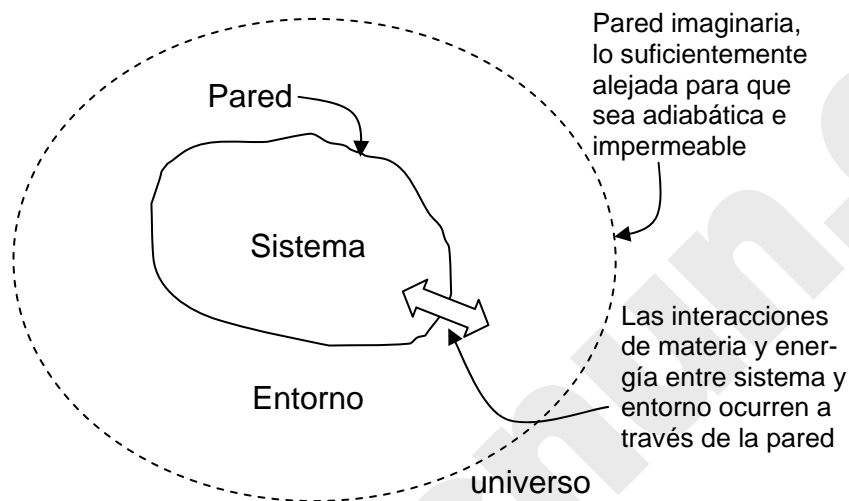 Pared imaginaria,
lo suficientemente
alejada para que
sea adiabática e
impermeable
Pared
Sistema
Las interacciones
de materia y ener-
gía entre sistema y
entorno ocurren a
través de la pared
Entorno
universo